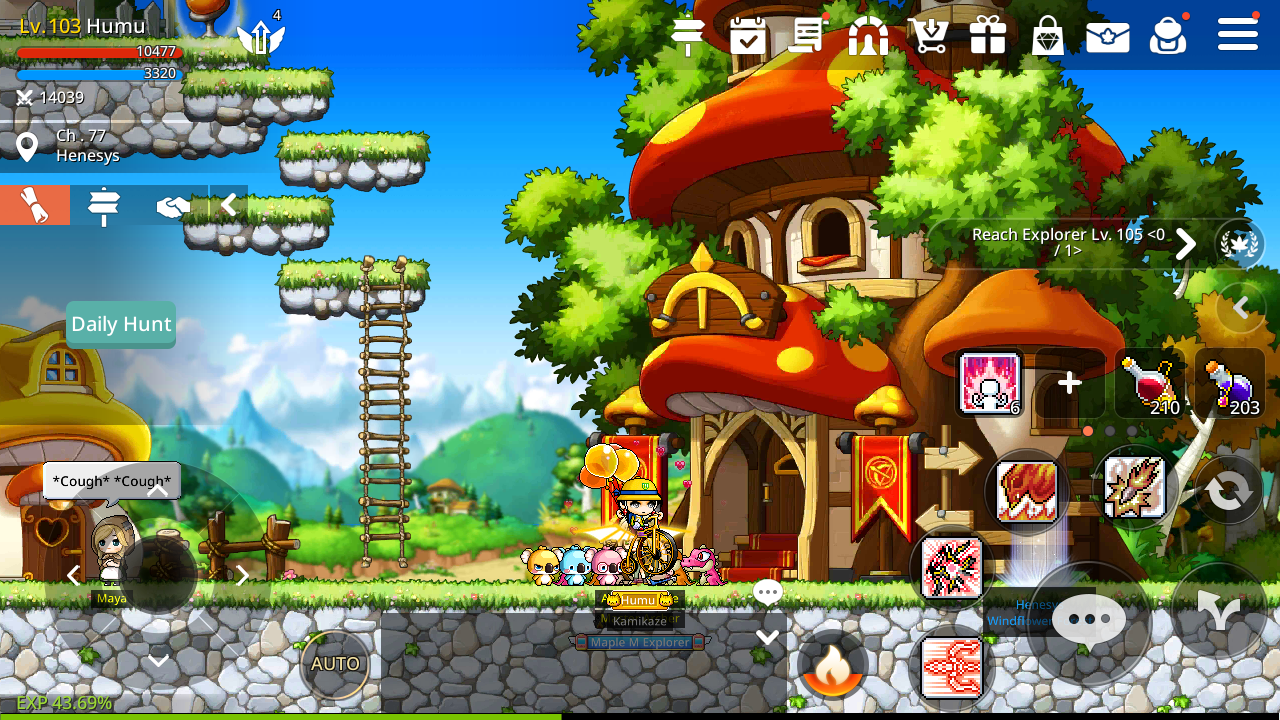 Lv.103 Humu
4
10477
3320
14039
Ch . 77
Henesys
Reach Explorer Lv. 105 <0
/ 1>
Daily Hunt
6
210
203
*Cough* *Cough*
Maya
Humu
Kamikaze
Maple M Explorer
AUTO
EXP 43.69%